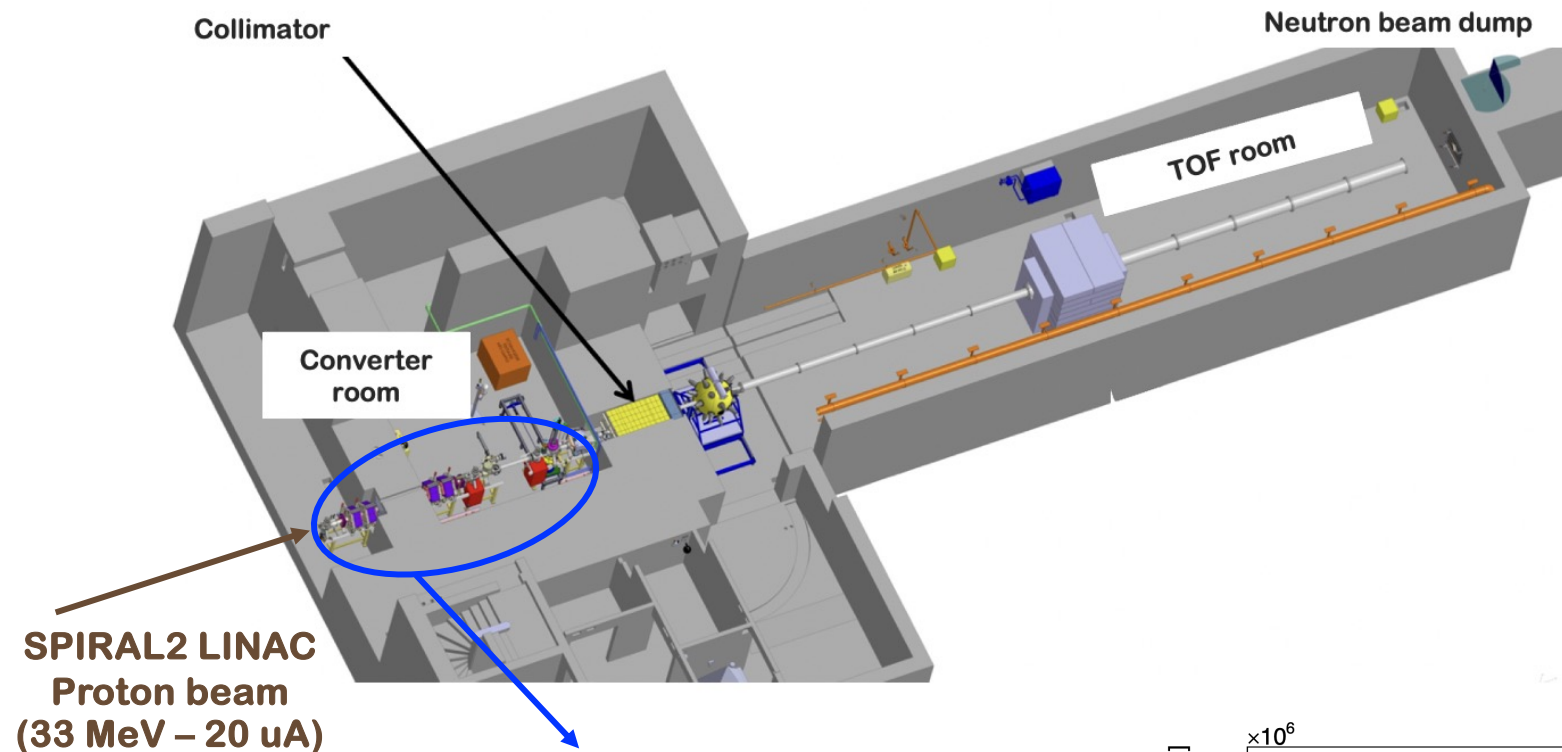 Collimator
Neutron beam dump
TOF room
Converter
room
SPIRAL2 LINAC
Proton beam
(33 MeV – 20 uA)
×10⁶